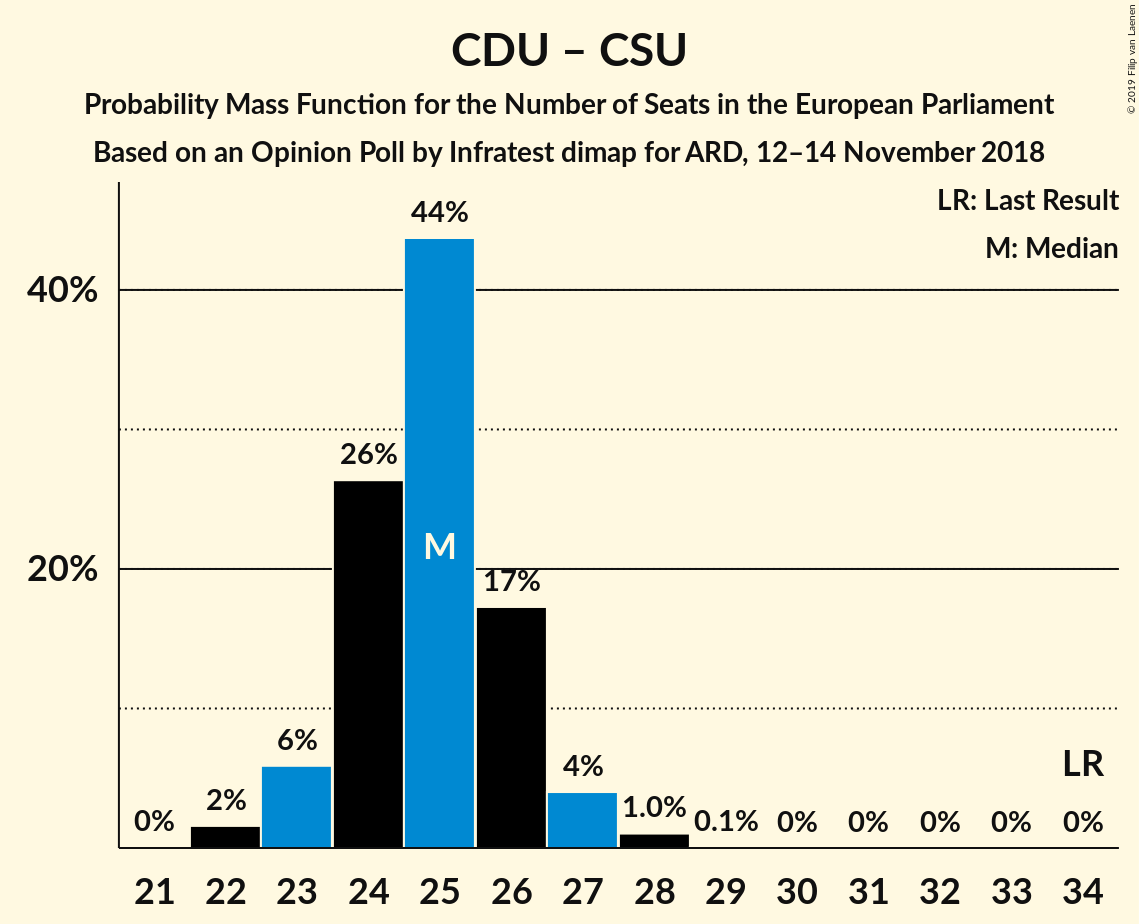 CDU – CSU
Probability Mass Function for the Number of Seats in the European Parliament
Based on an Opinion Poll by Infratest dimap for ARD, 12–14 November 2018
© 2019 Filip van Laenen
LR: Last Result
M: Median
40%
20%
0%
2%
6%
26%
44%
M
17%
4%
1.0%
0.1%
0%
0%
0%
0%
0%
LR
21 22 23 24 25 26 27 28 29 30 31 32 33 34